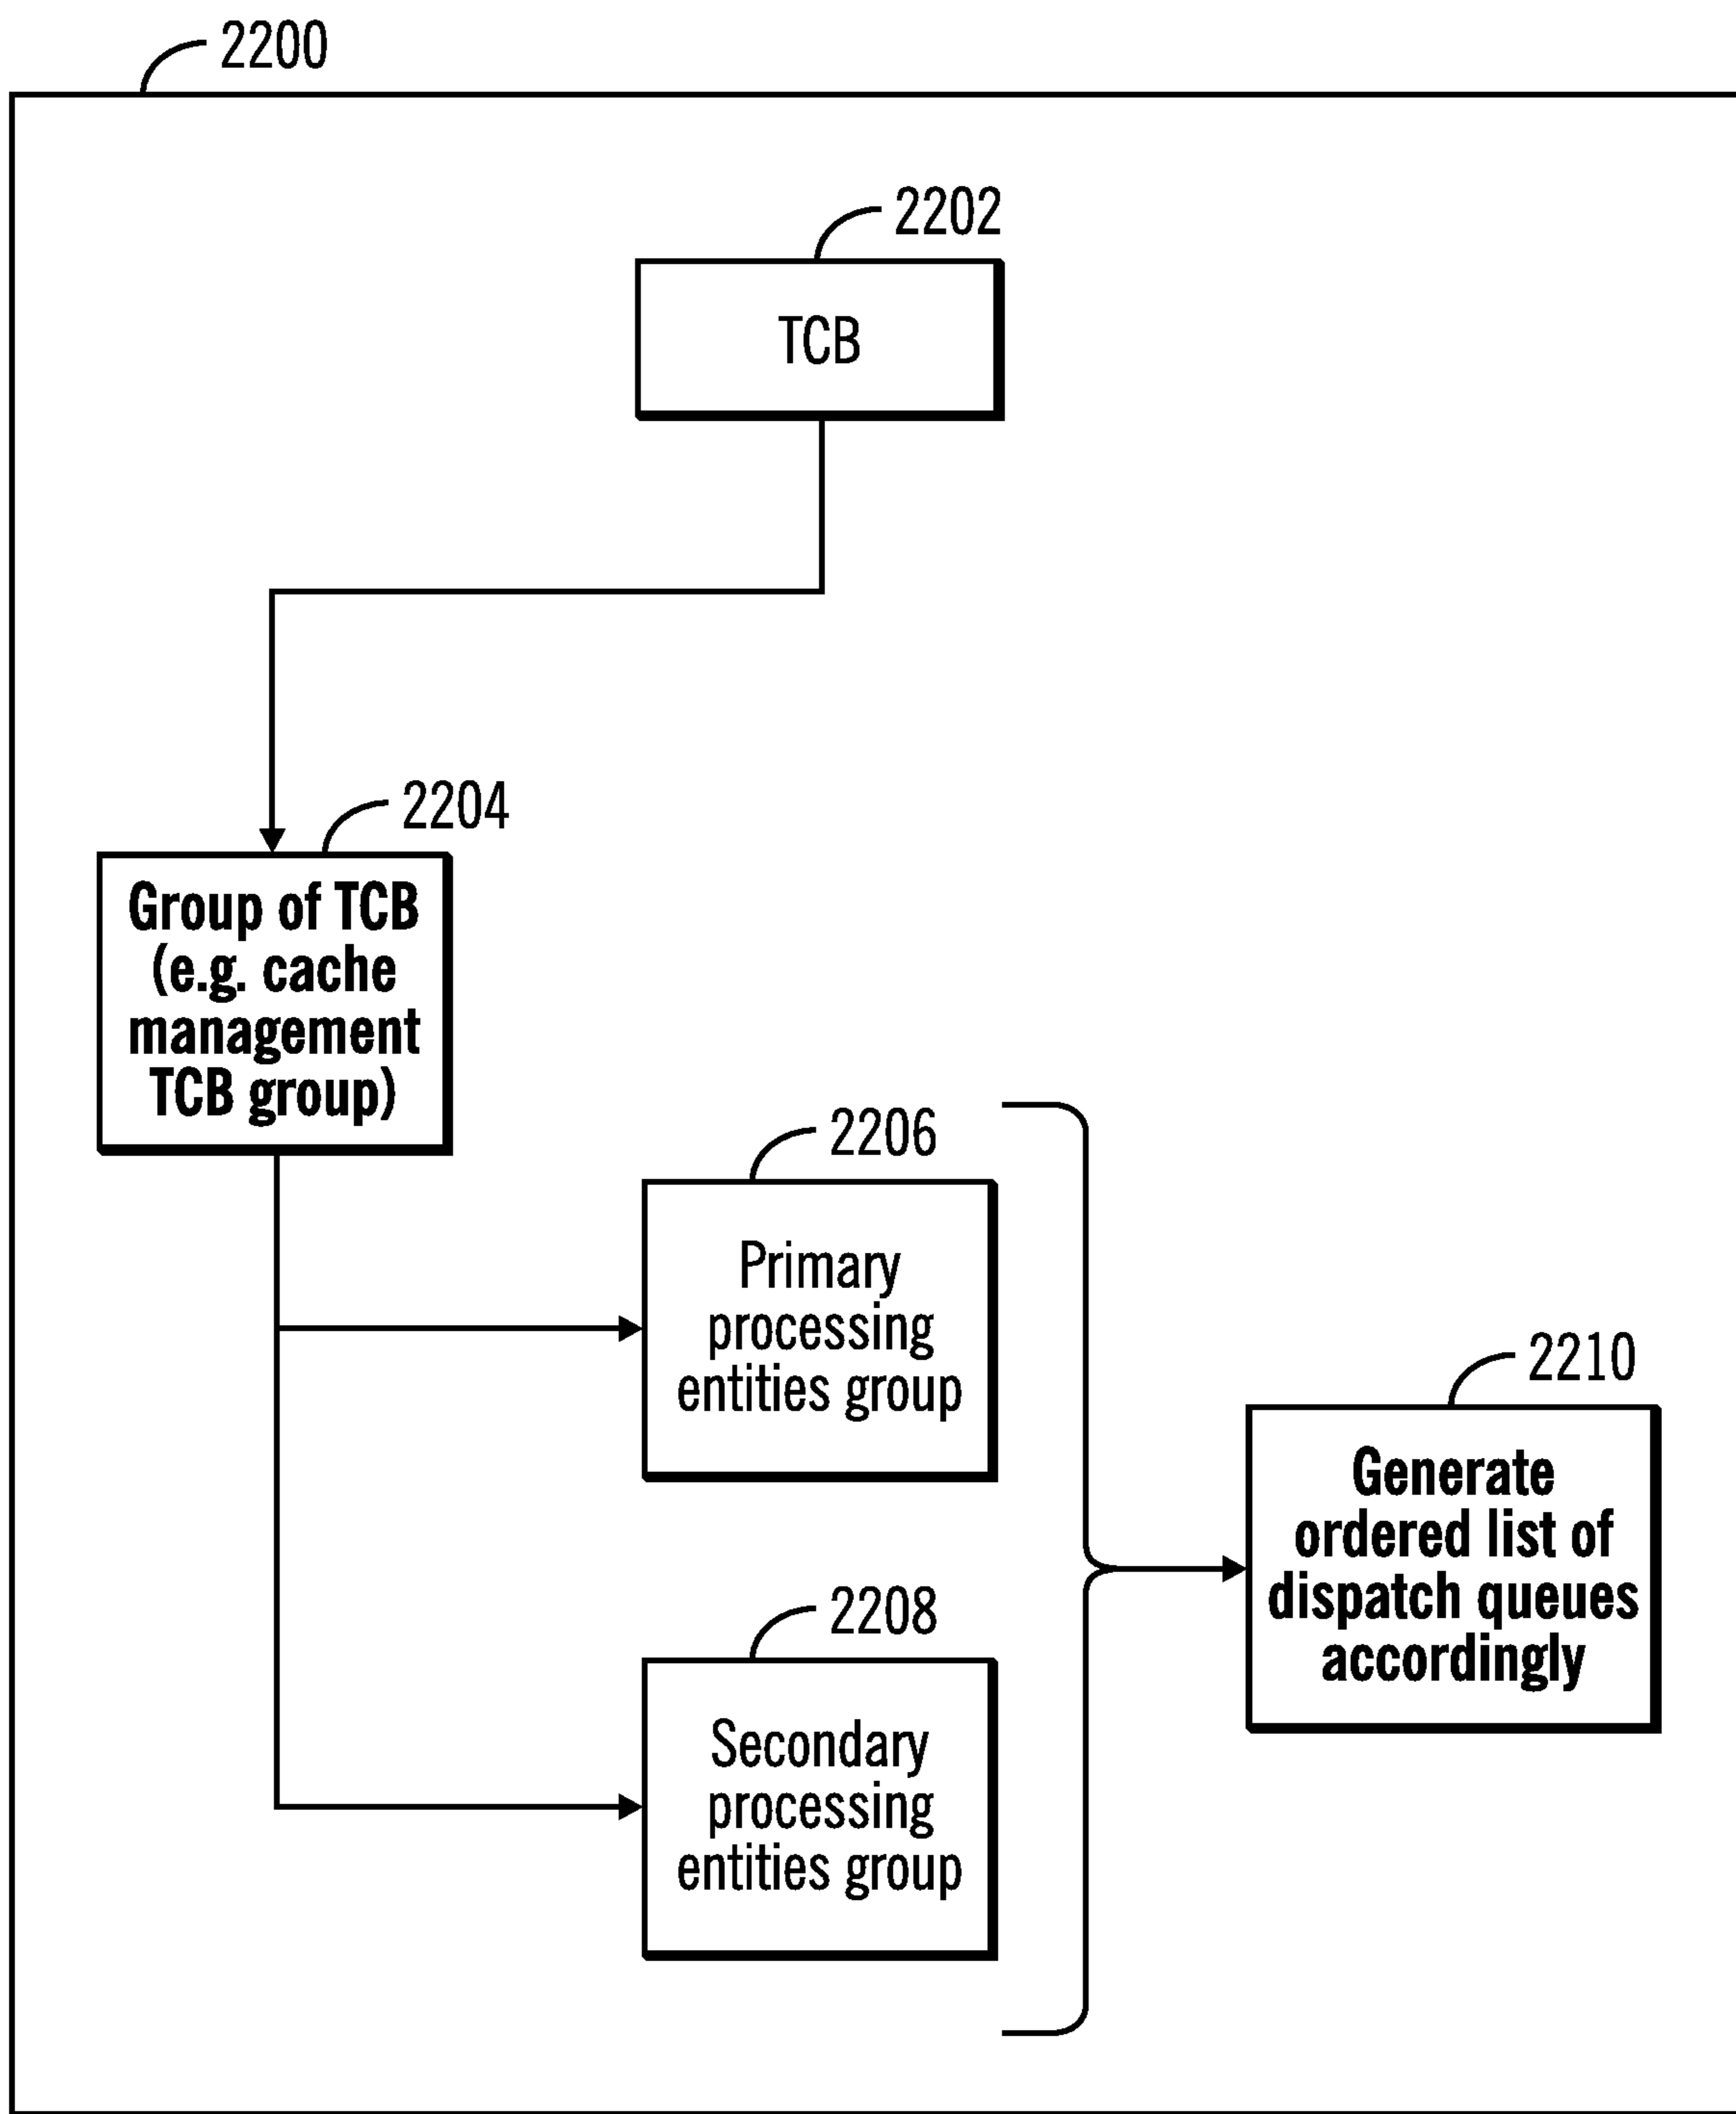 2200
2202
TCB
2204
Group of TCB
(e.g. cache
management
TCB group)
2206
Primary
processing
entities group
2208
Secondary
processing
entities group
2210
Generate
ordered list of
dispatch queues
accordingly